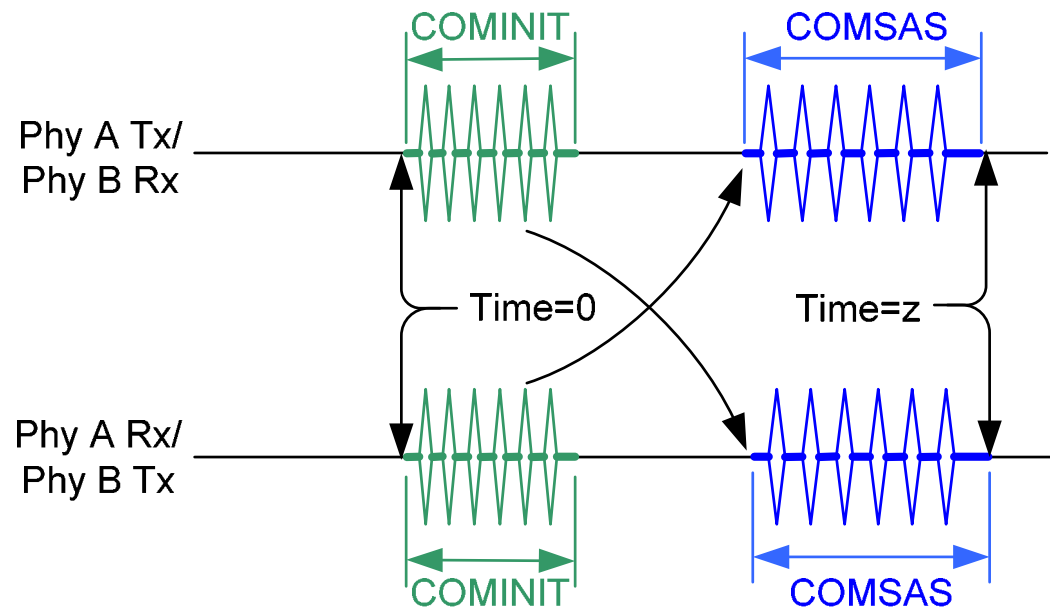 COMINIT
COMSAS
Phy A Tx/
Phy B Rx
Time=0
Time=z
Phy A Rx/
Phy B Tx
COMINIT
COMSAS